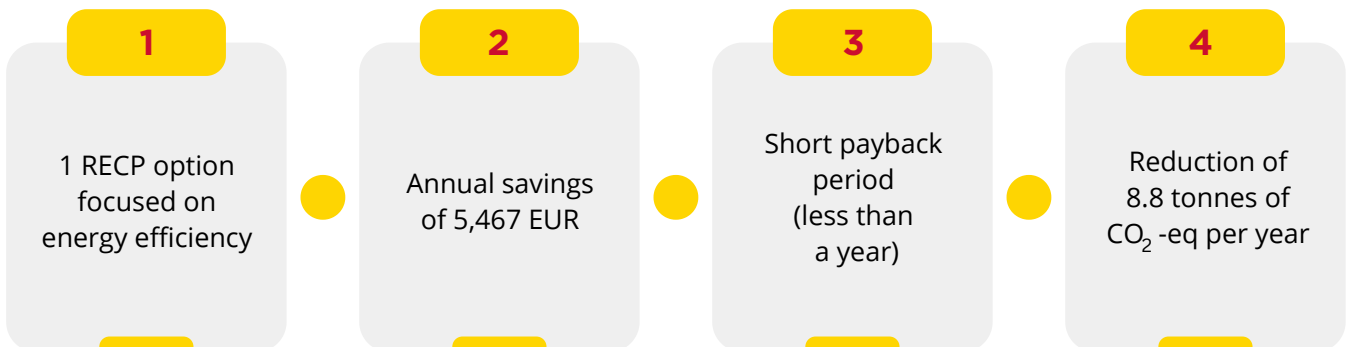 1
1 RECP option
focused on
energy efficiency
2
Annual savings
of 5,467 EUR
3
Short payback
period
(less than
a year)
4
Reduction of
8.8 tonnes of
CO₂ -eq per year